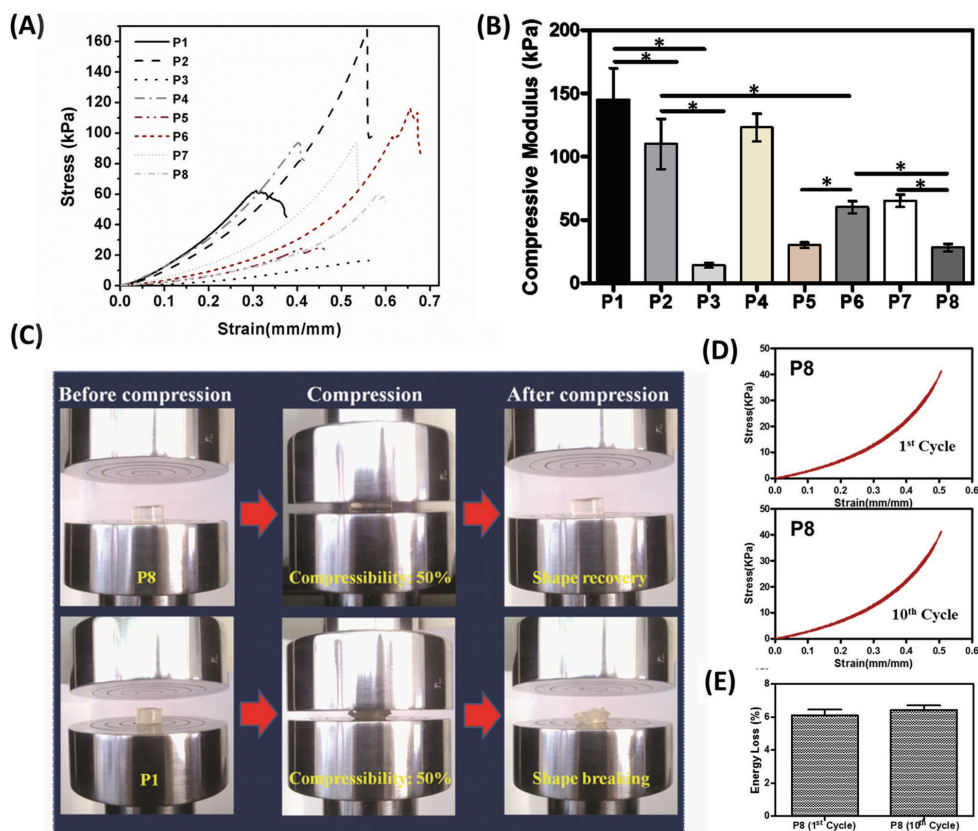 (A)
Stress (kPa)
160
140
120
100
80
60
40
20
0
P1
P2
P3
P4
P5
P6
P7
P8
0.0 0.1 0.2 0.3 0.4 0.5 0.6 0.7
Strain(mm/mm)
(B)
Compressive Modulus (kPa)
200
150
100
50
0
* * * * * * *
P1 P2 P3 P4 P5 P6 P7 P8
(C)
Before compression Compression After compression
P8 Compressibility: 50% Shape recovery
P1 Compressibility: 50% Shape breaking
(D)
Stress(KPa)
50
40
30
20
10
0
P8
1st Cycle
0.0 0.1 0.2 0.3 0.4 0.5 0.6
Strain(mm/mm)
Stress(KPa)
50
40
30
20
10
0
P8
10th Cycle
0.0 0.1 0.2 0.3 0.4 0.5 0.6
Strain(mm/mm)
(E)
Energy Loss (%)
8
6
4
2
0
P8 (1st Cycle) P8 (10th Cycle)